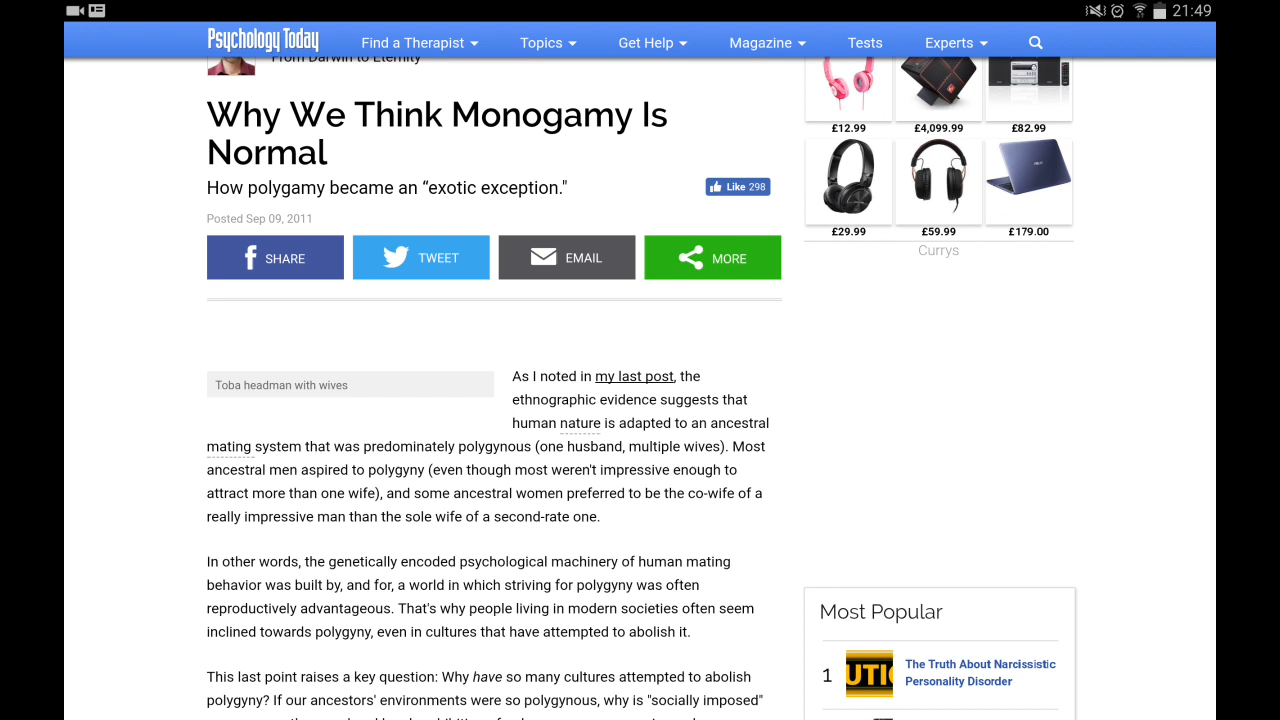 21:49
Psychology Today
Find a Therapist
Topics
Get Help
Magazine
Tests
Experts
From Darwin to Eternity
Why We Think Monogamy Is
Normal
How polygamy became an “exotic exception."
Like 298
Posted Sep 09, 2011
SHARE
TWEET
EMAIL
MORE
Toba headman with wives
As I noted in my last post, the
ethnographic evidence suggests that
human nature is adapted to an ancestral
mating system that was predominately polygynous (one husband, multiple wives). Most
ancestral men aspired to polygyny (even though most weren't impressive enough to
attract more than one wife), and some ancestral women preferred to be the co-wife of a
really impressive man than the sole wife of a second-rate one.
In other words, the genetically encoded psychological machinery of human mating
behavior was built by, and for, a world in which striving for polygyny was often
reproductively advantageous. That's why people living in modern societies often seem
inclined towards polygyny, even in cultures that have attempted to abolish it.
This last point raises a key question: Why have so many cultures attempted to abolish
polygyny? If our ancestors' environments were so polygynous, why is "socially imposed"
£12.99
£4,099.99
£82.99
£29.99
£59.99
£179.00
Currys
Most Popular
1
The Truth About Narcissistic
Personality Disorder
UTI